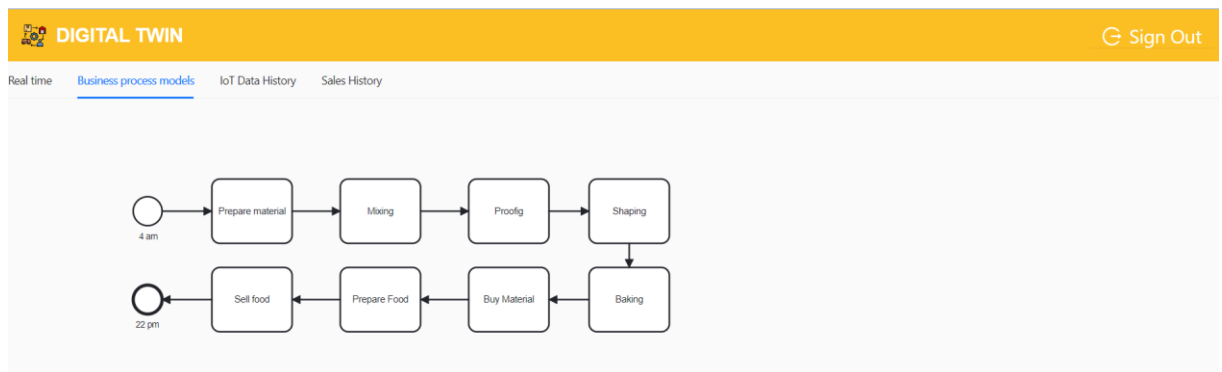 DIGITAL TWIN
Sign Out
Real time Business process models IoT Data History Sales History
Prepare material Mixing Proofig Shaping
4 am
Sell food Prepare Food Buy Material Baking
22 pm